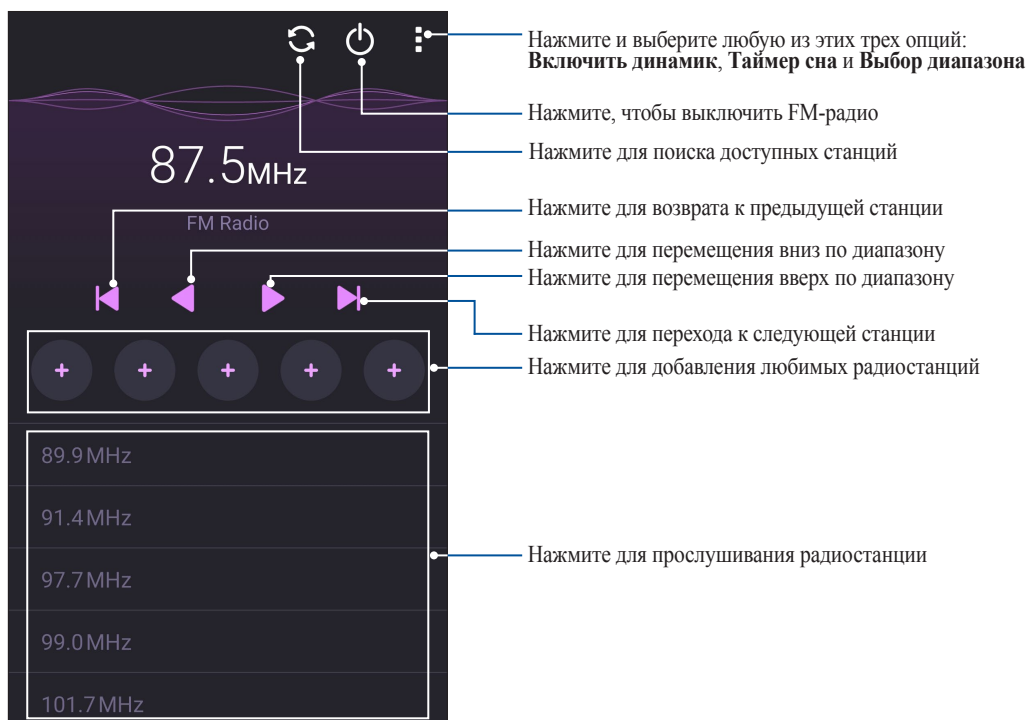 Нажмите и выберите любую из этих трех опций:
Включить динамик, Таймер сна и Выбор диапазона
Нажмите, чтобы выключить FM-радио
Нажмите для поиска доступных станций
87.5MHz
FM Radio
Нажмите для возврата к предыдущей станции
Нажмите для перемещения вниз по диапазону
Нажмите для перемещения вверх по диапазону
Нажмите для перехода к следующей станции
Нажмите для добавления любимых радиостанций
89.9MHz
91.4MHz
Нажмите для прослушивания радиостанции
97.7MHz
99.0MHz
101.7MHz